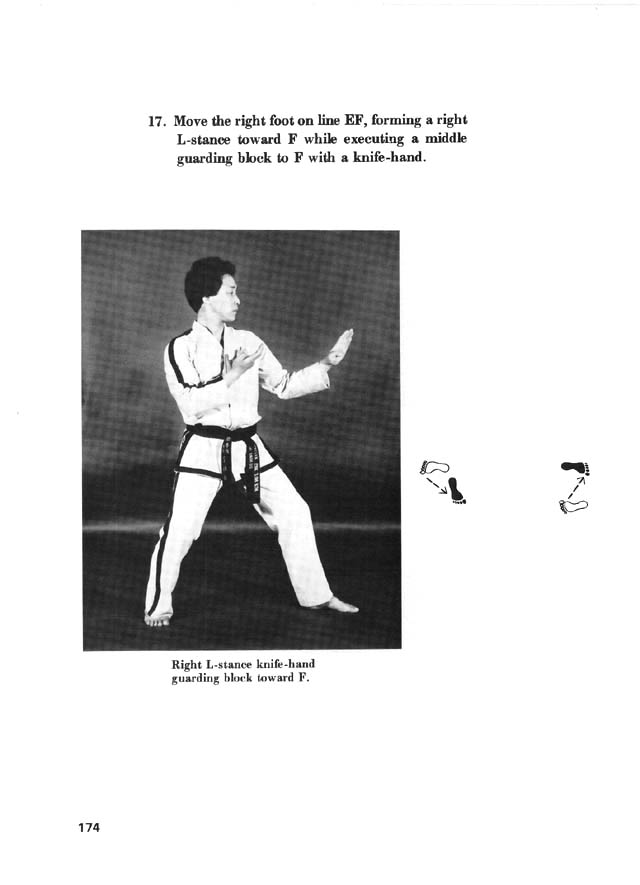 17. Move the right foot on line EF, forming a right
L-stance toward F while executing a middle
guarding block to F with a knife-hand.
Right L-stance knife-hand
guarding block toward F.
174